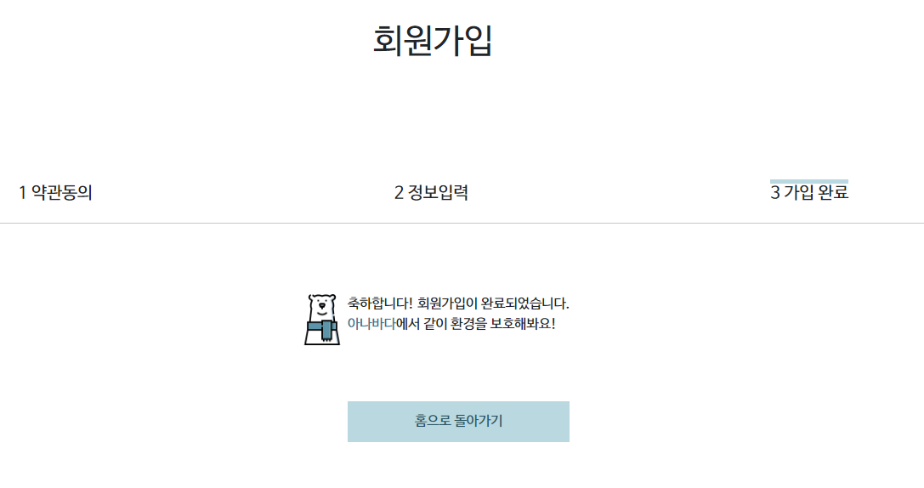 회원가입
1 약관동의
2 정보입력
3 가입 완료
축하합니다! 회원가입이 완료되었습니다.
아나바다에서 같이 환경을 보호해봐요!
홈으로 돌아가기